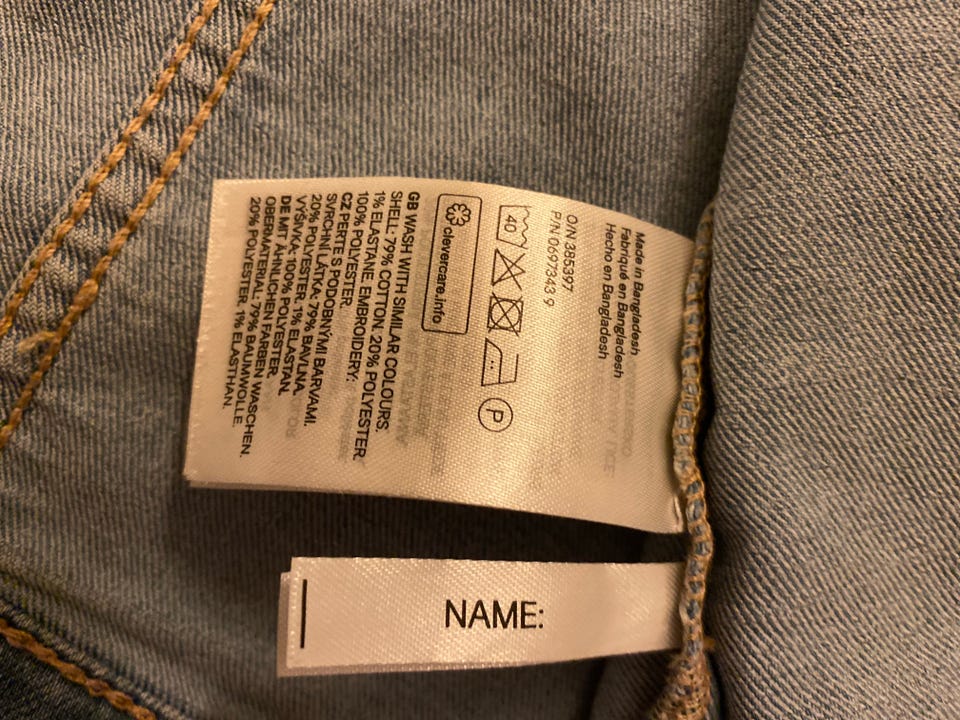 Made in Bangladesh
Fabriqué en Bangladesh
Hecho en Bangladesh
O/N 385397
P/N 0697343 9
40
P
clevercare.info
GB WASH WITH SIMILAR COLOURS.
SHELL: 79% COTTON. 20% POLYESTER.
1% ELASTANE. EMBROIDERY:
100% POLYESTER.
CZ PERTE S PODOBNÝMI BARVAMI.
SVRCHNÍ LÁTKA: 79% BAVLNA.
20% POLYESTER. 1% ELASTAN.
VÝŠIVKA: 100% POLYESTER.
DE MIT ÄHNLICHEN FARBEN WASCHEN.
OBERMATERIAL: 79% BAUMWOLLE.
20% POLYESTER. 1% ELASTHAN.
NAME: